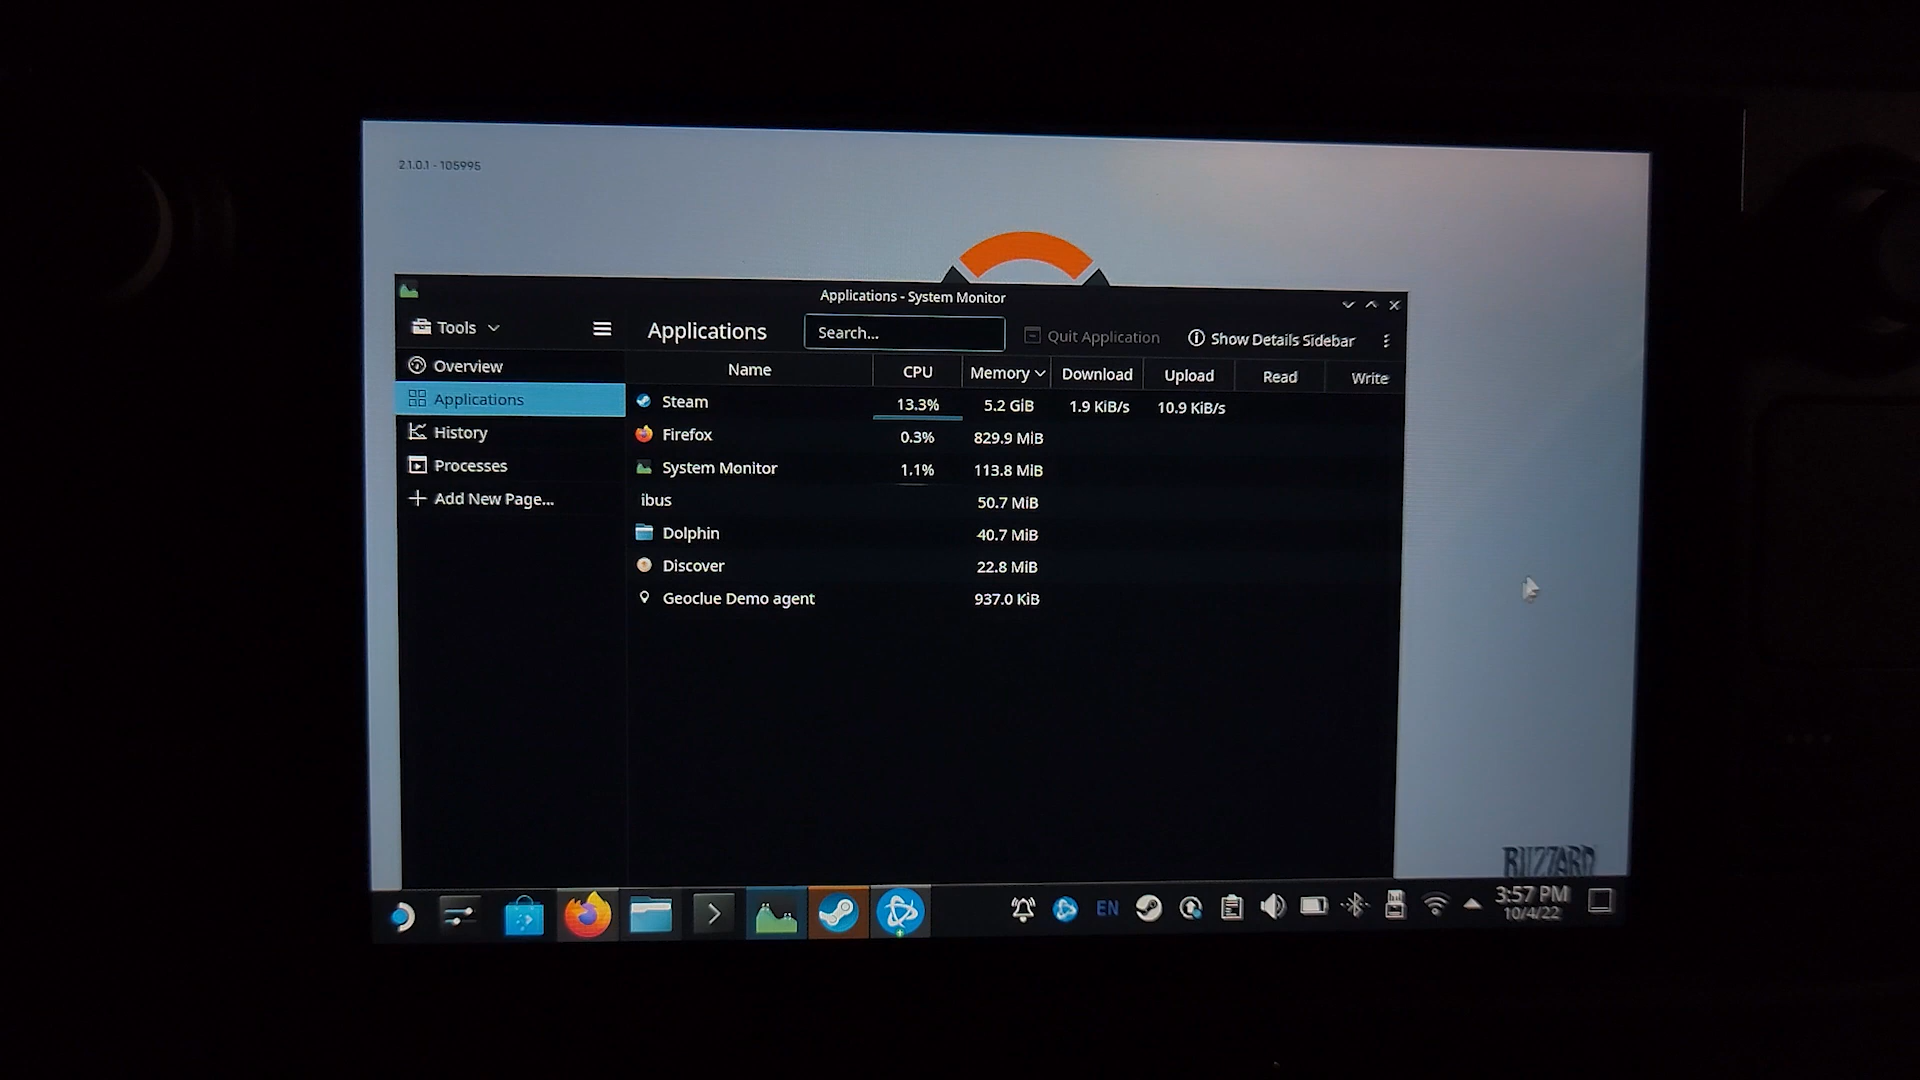 2.1.0.1 - 105995
Applications - System Monitor
Tools
Applications
Search...
Quit Application
Show Details Sidebar
Overview
Applications
History
Processes
Add New Page...
Name CPU Memory Download Upload Read Write
Steam 13.3% 5.2 GiB 1.9 KiB/s 10.9 KiB/s
Firefox 0.3% 829.9 MiB
System Monitor 1.1% 113.8 MiB
ibus 50.7 MiB
Dolphin 40.7 MiB
Discover 22.8 MiB
Geoclue Demo agent 937.0 KiB
BLIZZARD
EN
3:57 PM
10/4/22